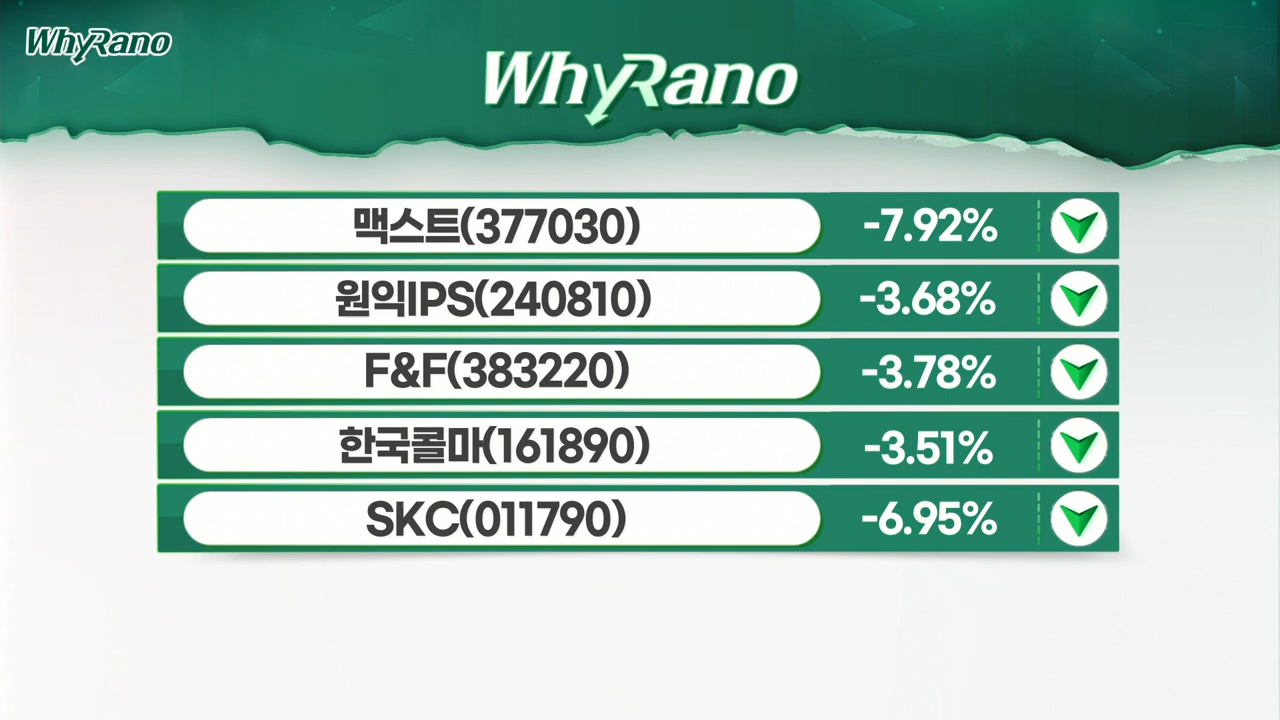 WhyRano
WhyRano
맥스트(377030) -7.92%
원익IPS(240810) -3.68%
F&F(383220) -3.78%
한국콜마(161890) -3.51%
SKC(011790) -6.95%